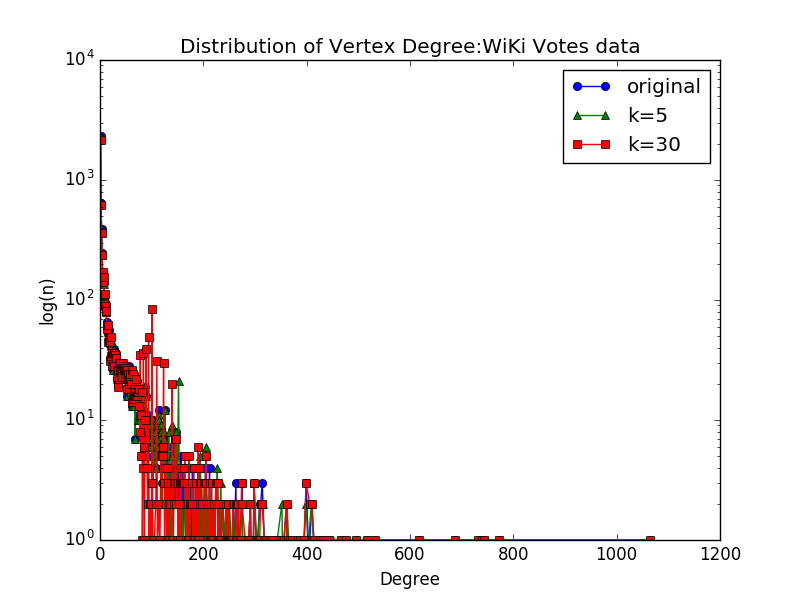 Distribution of Vertex Degree:WiKi Votes data
original
k=5
k=30
10^4
10^3
10^2
10^1
10^0
log(n)
0 200 400 600 800 1000 1200
Degree